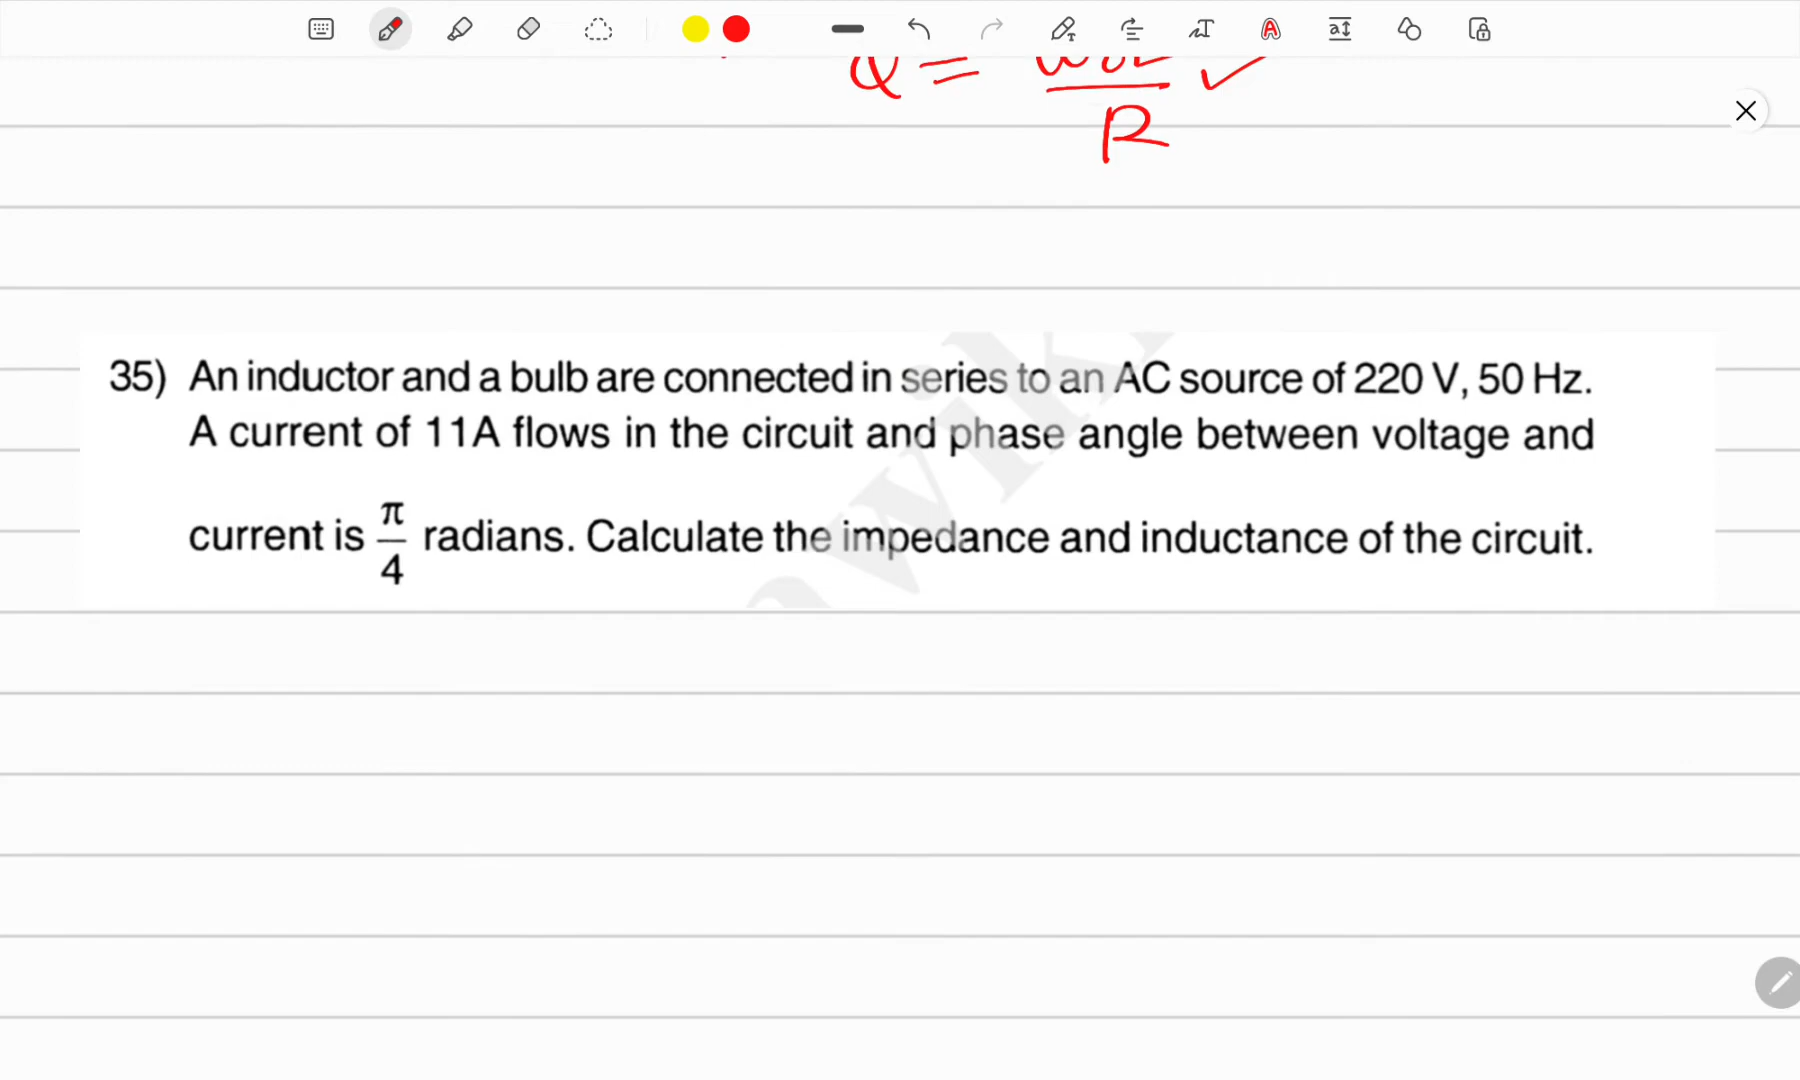 Q =
R
35) An inductor and a bulb are connected in series to an AC source of 220 V, 50 Hz.
A current of 11A flows in the circuit and phase angle between voltage and
current is π/4 radians. Calculate the impedance and inductance of the circuit.